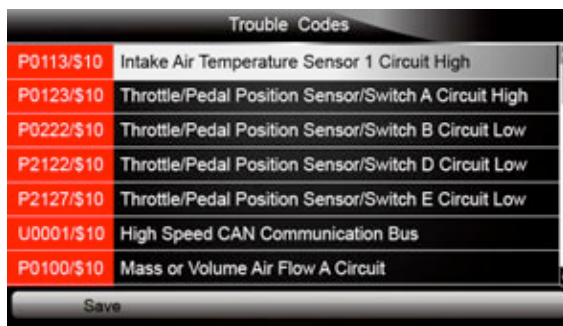 Trouble Codes
P0113/$10 Intake Air Temperature Sensor 1 Circuit High
P0123/$10 Throttle/Pedal Position Sensor/Switch A Circuit High
P0222/$10 Throttle/Pedal Position Sensor/Switch B Circuit Low
P2122/$10 Throttle/Pedal Position Sensor/Switch D Circuit Low
P2127/$10 Throttle/Pedal Position Sensor/Switch E Circuit Low
U0001/$10 High Speed CAN Communication Bus
P0100/$10 Mass or Volume Air Flow A Circuit
Save